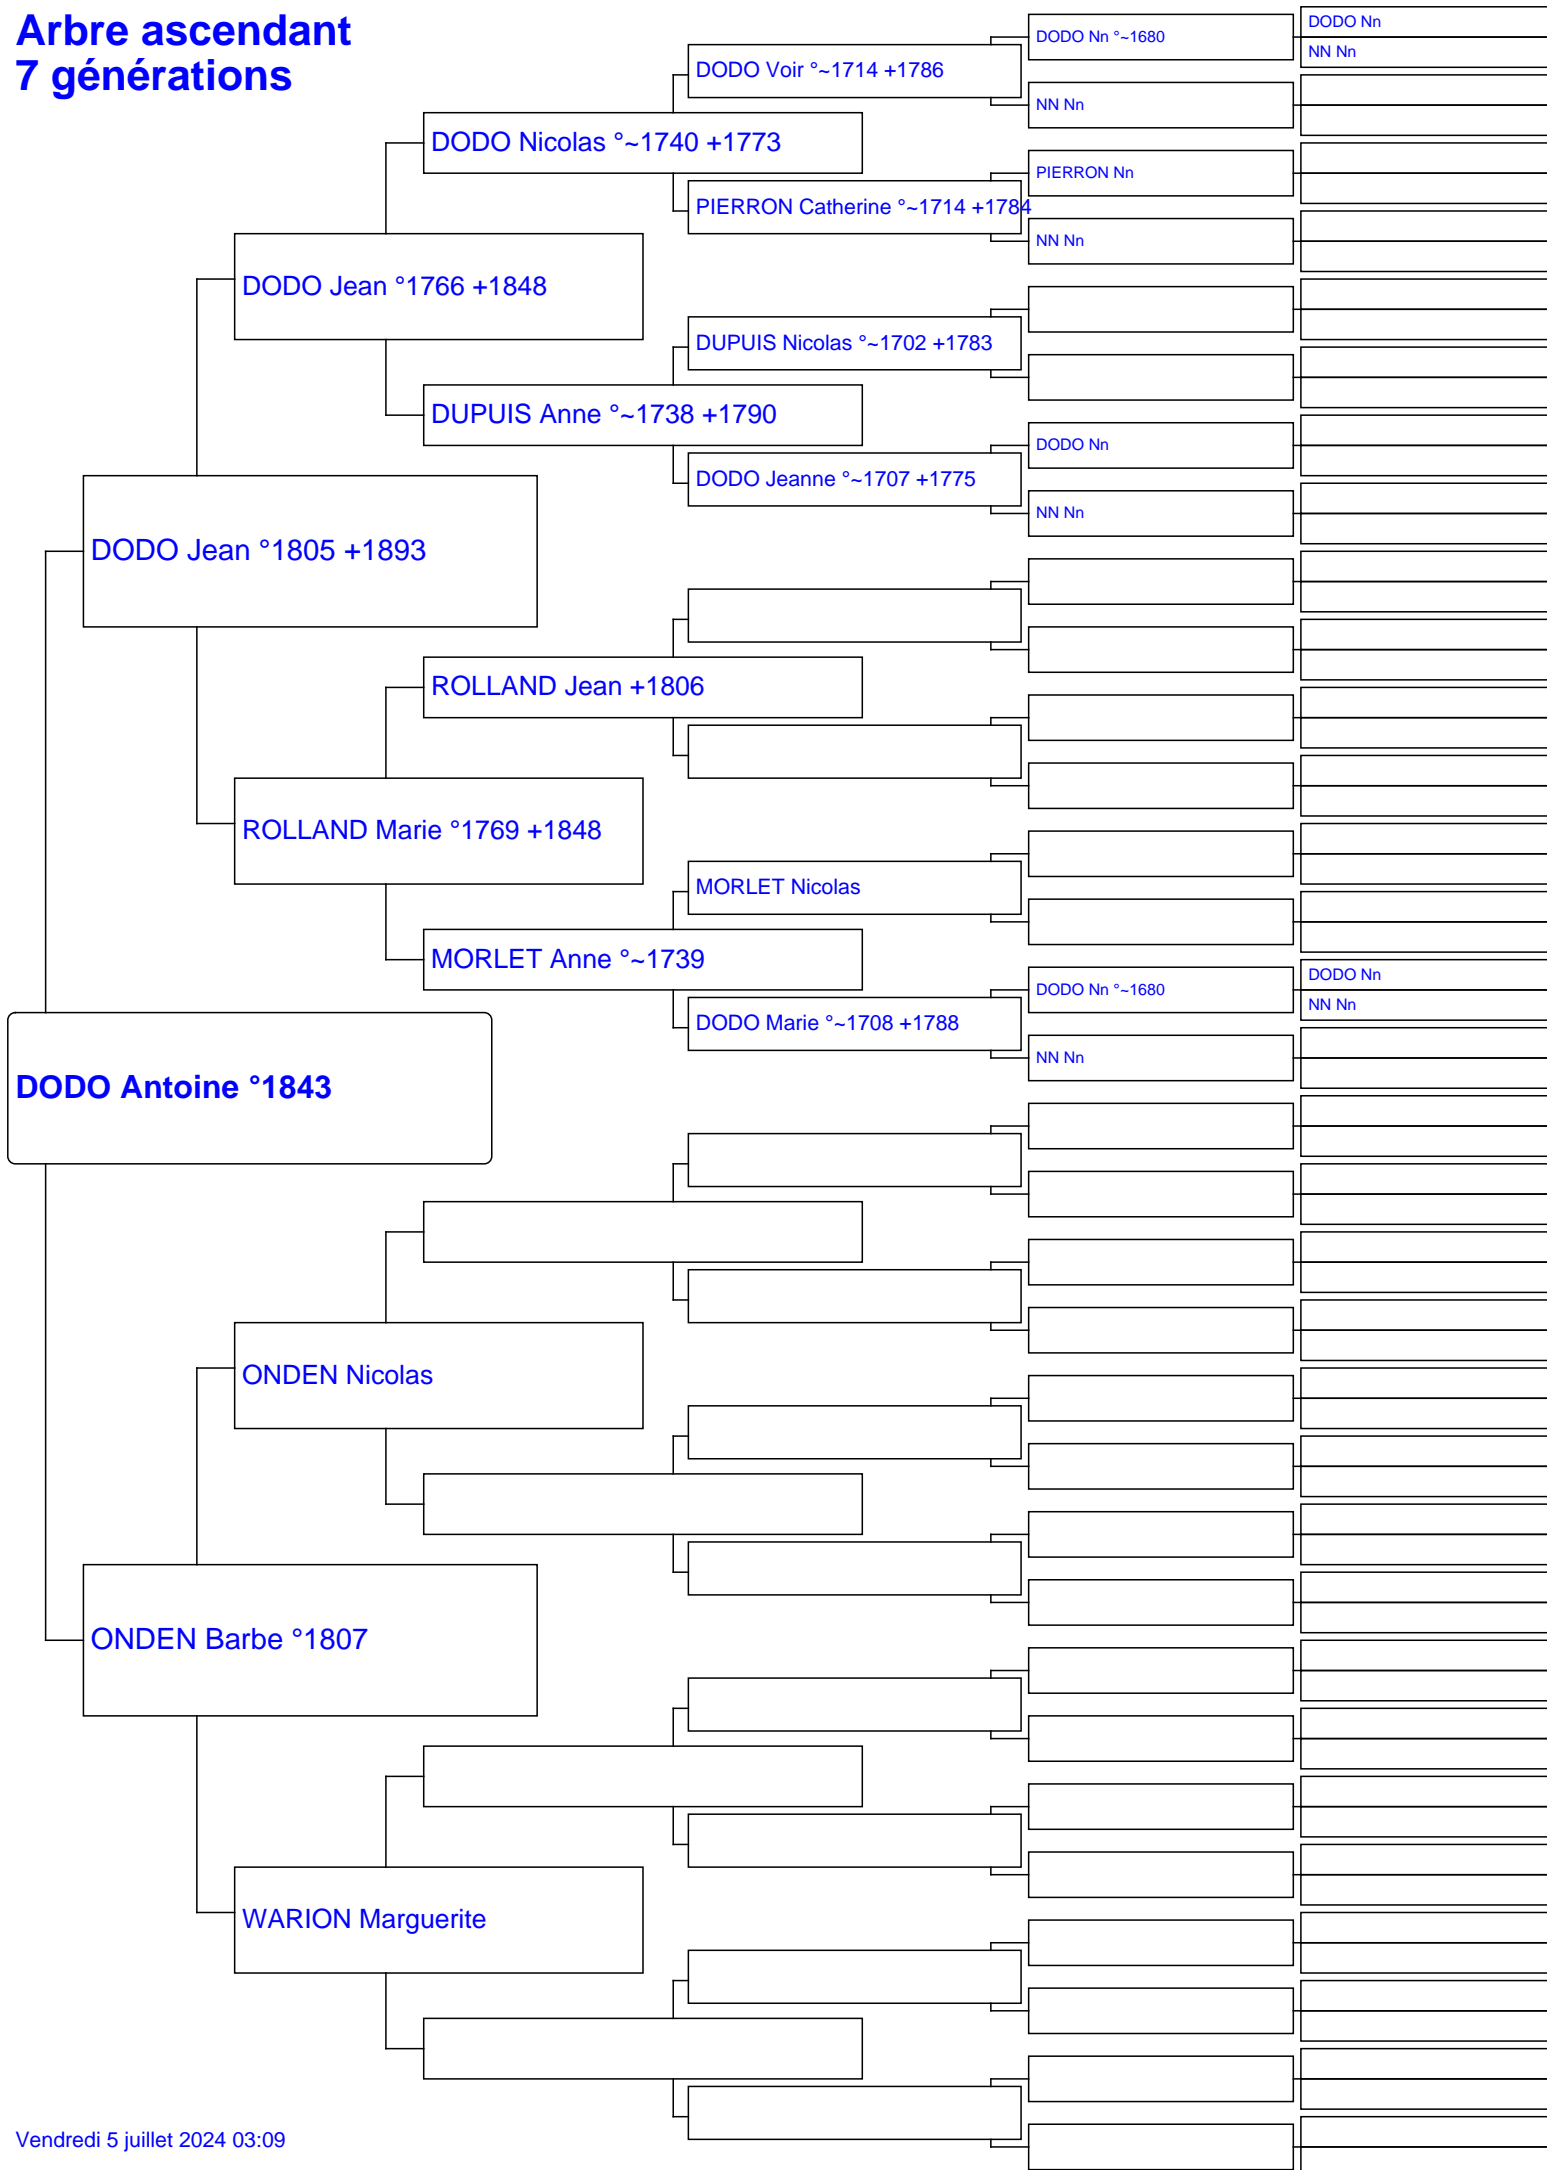 Arbre ascendant
7 générations
DODO Nn
NN Nn
DODO Nn °~1680
DODO Voir °~1714 +1786
NN Nn
DODO Nicolas °~1740 +1773
PIERRON Nn
PIERRON Catherine °~1714 +1784
NN Nn
DODO Jean °1766 +1848
DUPUIS Nicolas °~1702 +1783
DUPUIS Anne °~1738 +1790
DODO Nn
DODO Jeanne °~1707 +1775
NN Nn
DODO Jean °1805 +1893
ROLLAND Jean +1806
ROLLAND Marie °1769 +1848
MORLET Nicolas
MORLET Anne °~1739
DODO Nn
DODO Nn °~1680
NN Nn
DODO Marie °~1708 +1788
NN Nn
DODO Antoine °1843
ONDEN Nicolas
ONDEN Barbe °1807
WARION Marguerite
Vendredi 5 juillet 2024 03:09